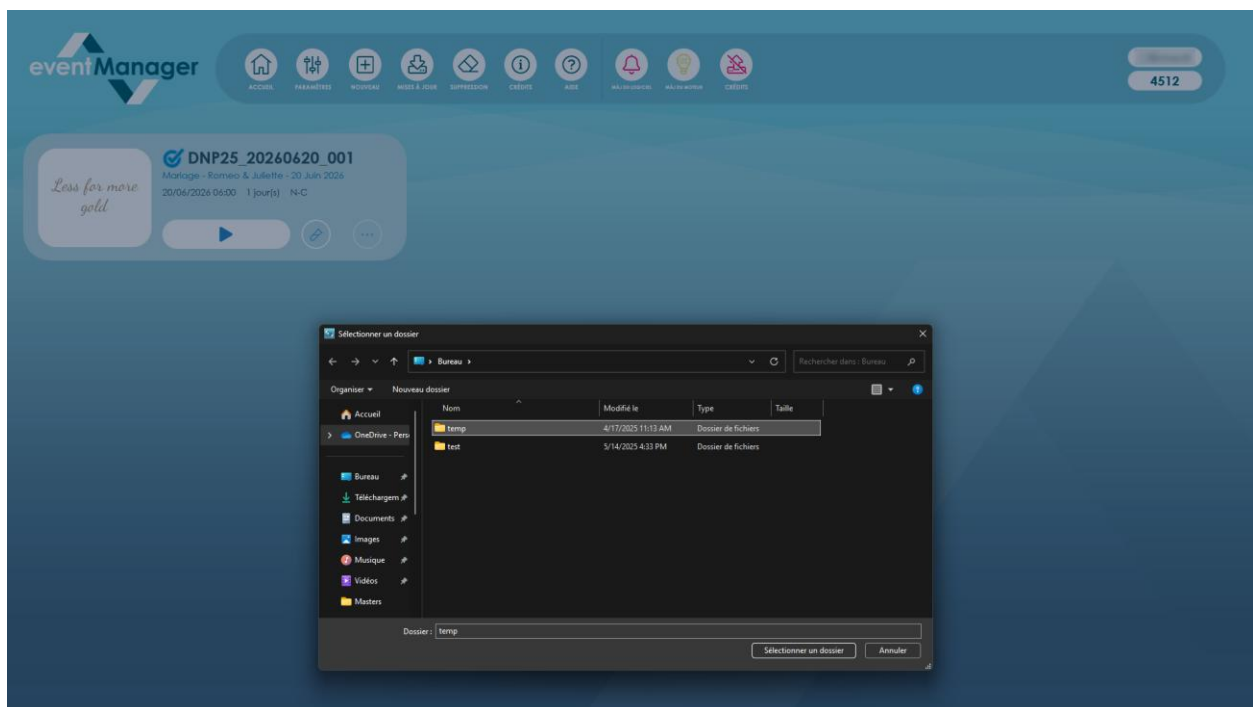 eventManager
ACCUEIL
PARAMÈTRES
NOUVEAU
MISES À JOUR
SUPPRESSION
CRÉDITS
AIDE
CRÉDITS
4512
Less for more
gold
DNP25_20260620_001
Mariage - Romeo & Juliette - 20 Juin 2026
20/06/2026 06:00 1 jour(s) N-C
Sélectionner un dossier
Bureau
Rechercher dans : Bureau
Organiser
Nouveau dossier
Nom
Modifié le
Type
Taille
Accueil
OneDrive - Pers
temp
4/17/2025 11:13 AM
Dossier de fichiers
test
5/14/2025 4:33 PM
Dossier de fichiers
Bureau
Téléchargem
Documents
Images
Musique
Vidéos
Masters
Dossier : temp
Sélectionner un dossier
Annuler